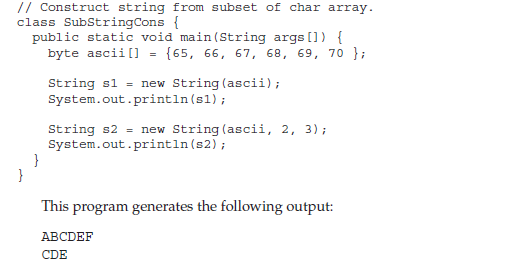 // Construct string from subset of char array.
class SubStringCons {
  public static void main(String args[]) {
    byte ascii[] = {65, 66, 67, 68, 69, 70 };

    String s1 = new String(ascii);
    System.out.println(s1);

    String s2 = new String(ascii, 2, 3);
    System.out.println(s2);
  }
}
This program generates the following output:
ABCDEF
CDE